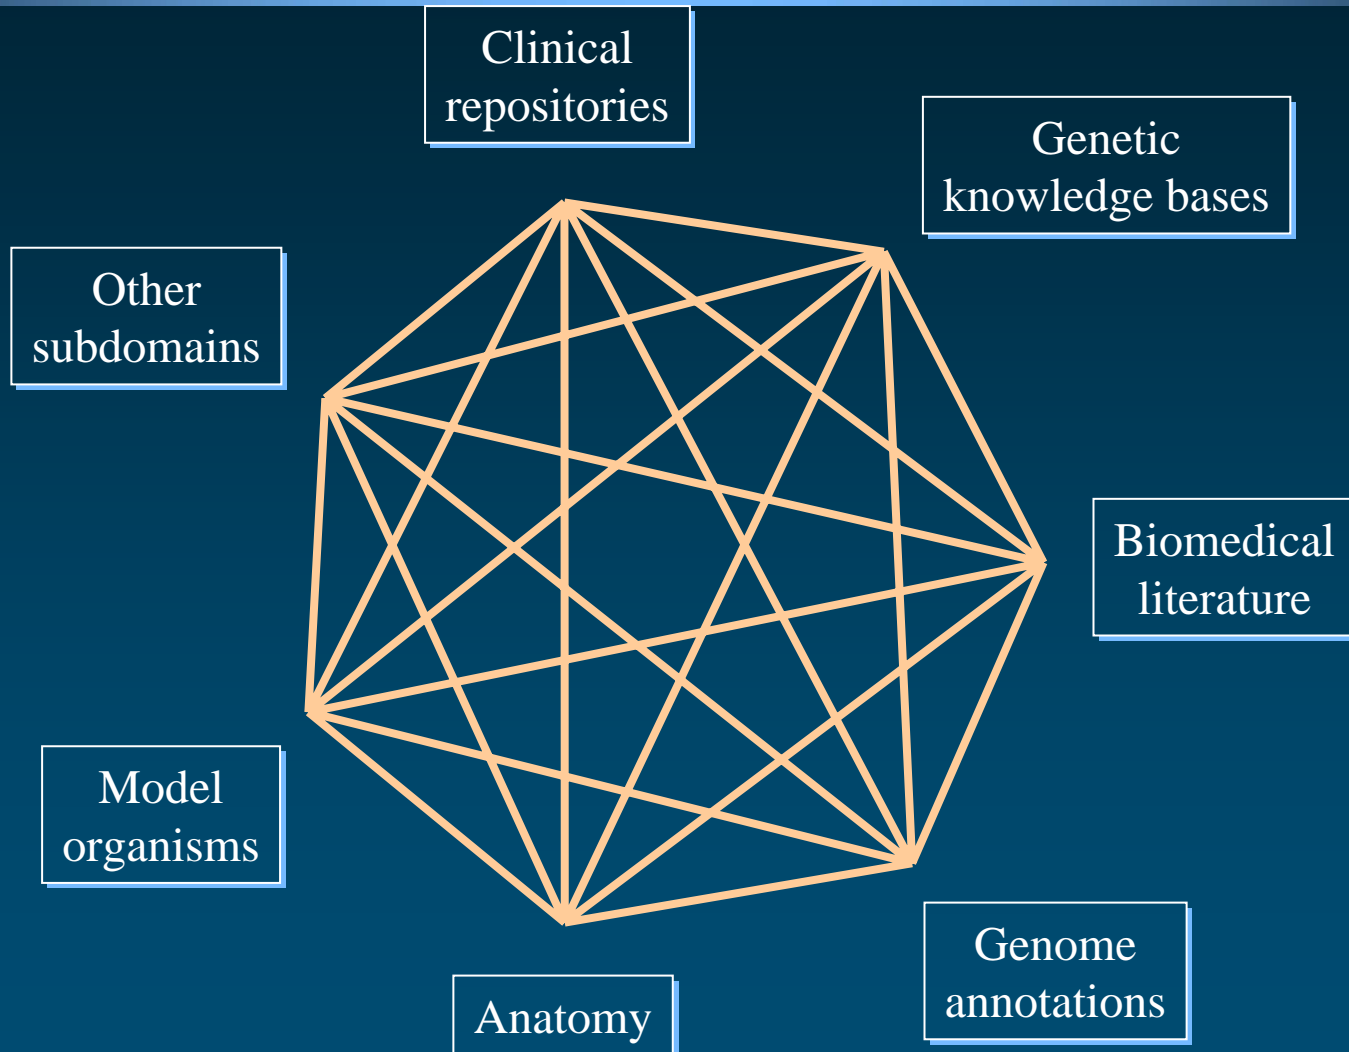 Clinical
repositories
Genetic
knowledge bases
Other
subdomains
Biomedical
literature
Model
organisms
Genome
annotations
Anatomy